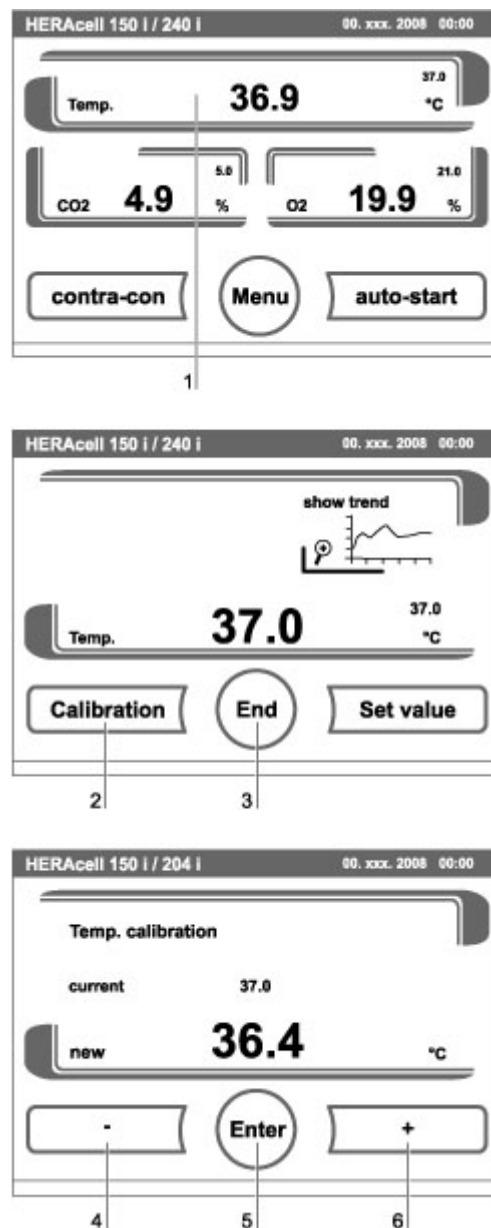 HERAcell 150 i / 240 i 00. xxx. 2008 00:00
37.0
Temp. 36.9 °C
5.0 21.0
CO2 4.9 % O2 19.9 %
contra-con Menu auto-start
1
HERAcell 150 i / 240 i 00. xxx. 2008 00:00
show trend
37.0
Temp. 37.0 °C
Calibration End Set value
2 3
HERAcell 150 i / 204 i 00. xxx. 2008 00:00
Temp. calibration
current 37.0
new 36.4 °C
- Enter +
4 5 6